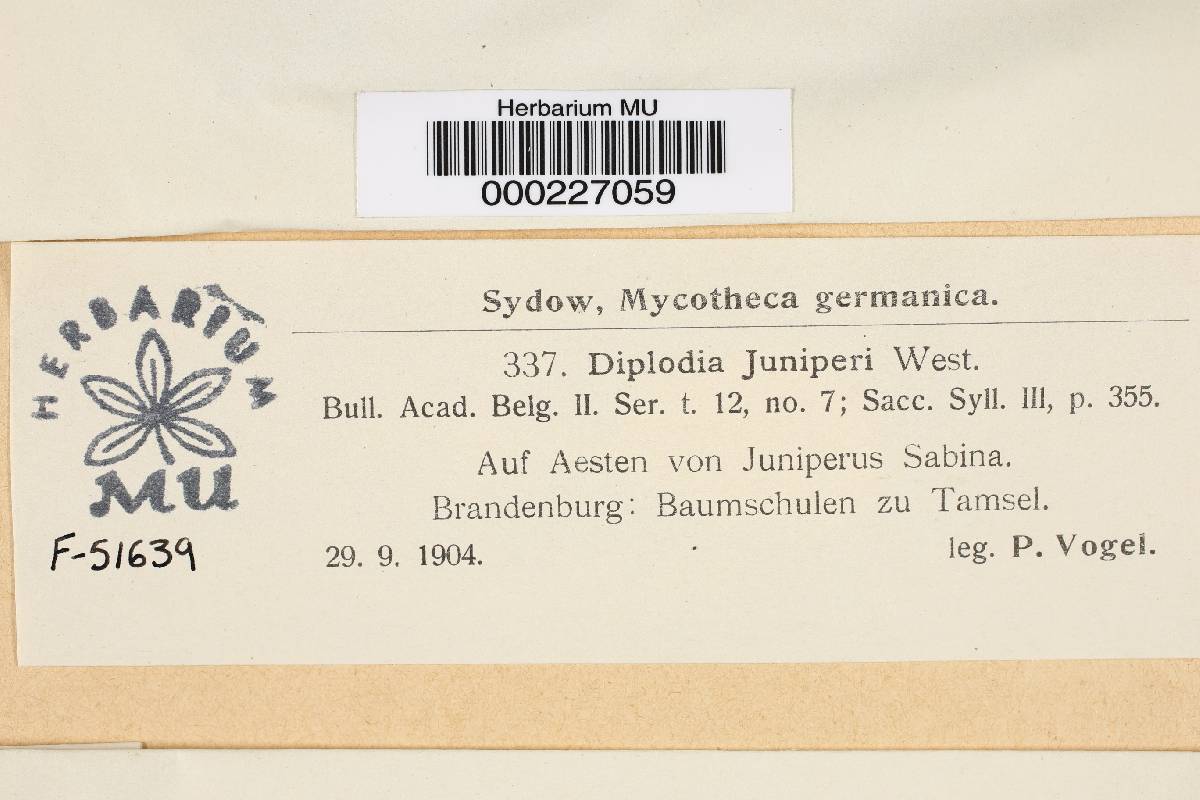 Herbarium MU
000227059
HERBARIUM
MU
F-51639
Sydow, Mycotheca germanica.
337. Diplodia Juniperi West.
Bull. Acad. Belg. II. Ser. t. 12, no. 7; Sacc. Syll. III, p. 355.
Auf Aesten von Juniperus Sabina.
Brandenburg: Baumschulen zu Tamsel.
29. 9. 1904. leg. P. Vogel.